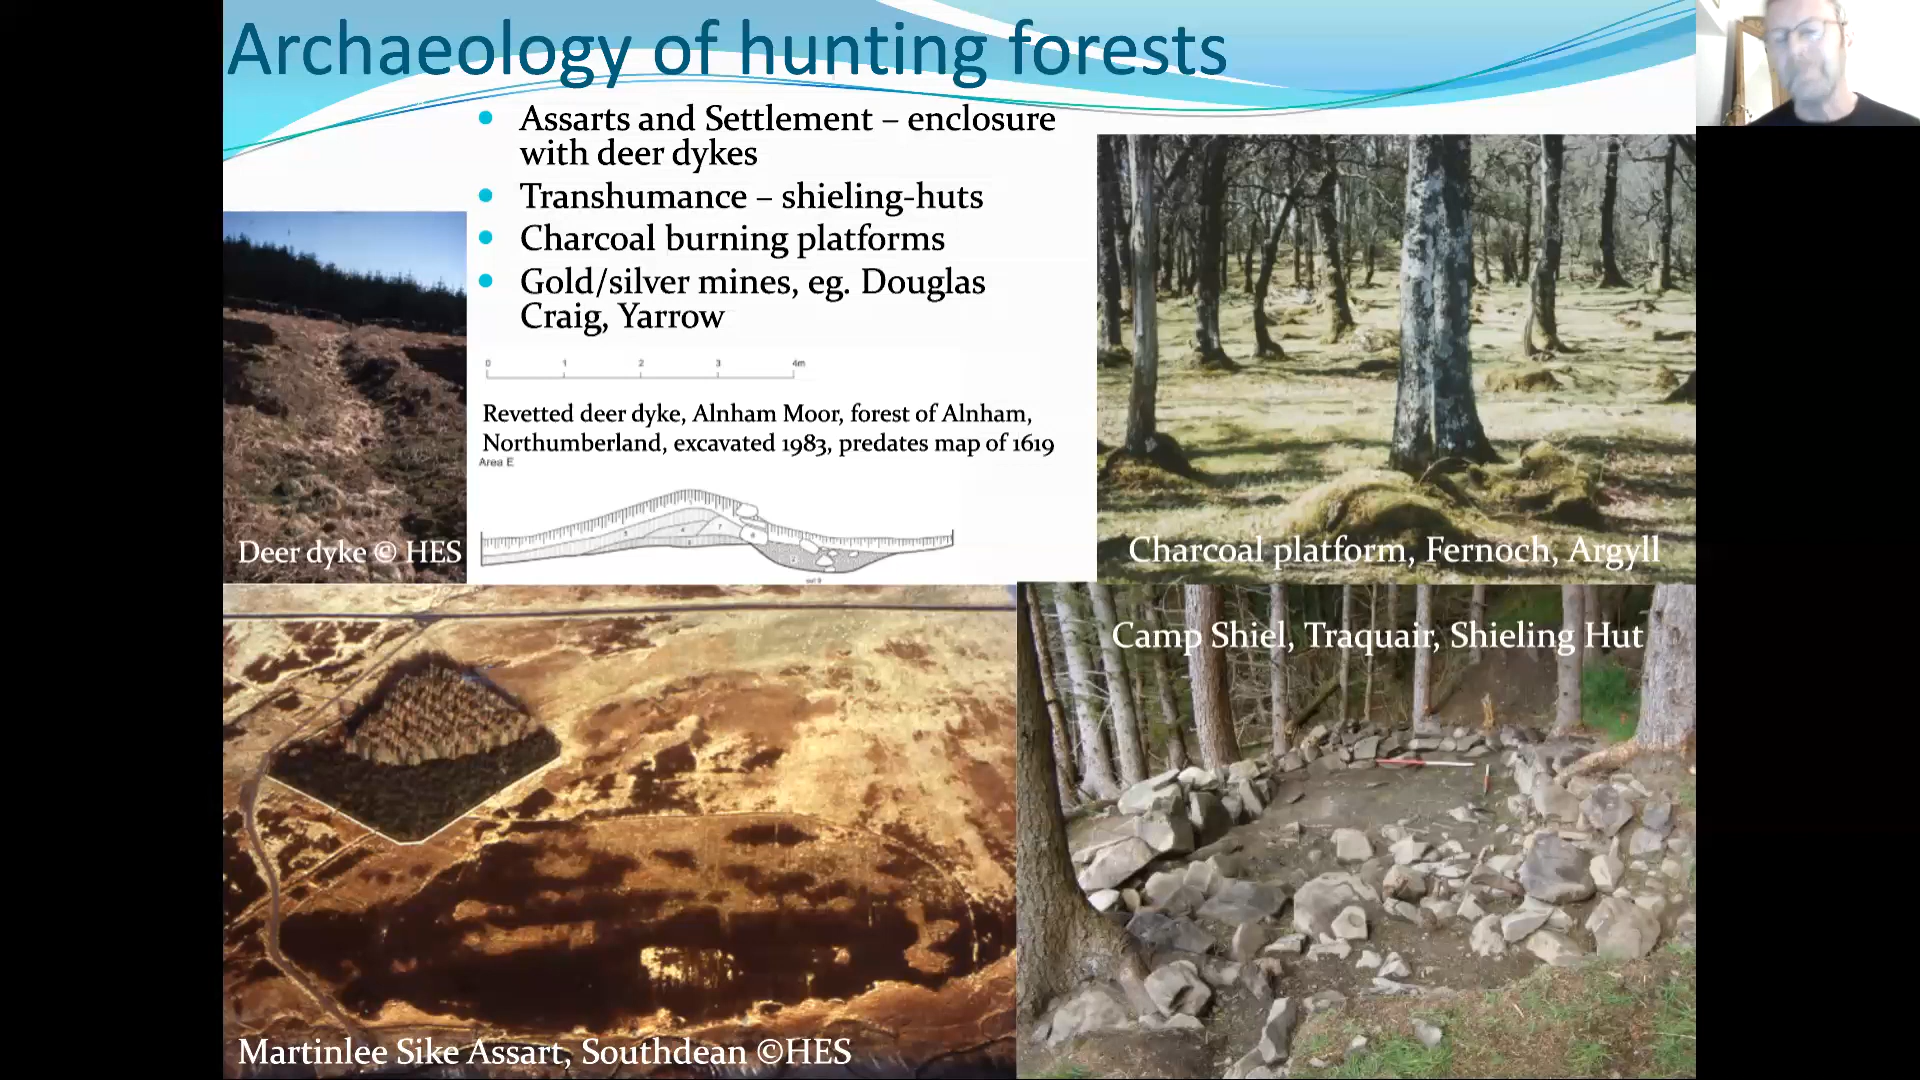 Archaeology of hunting forests
Assarts and Settlement – enclosure
with deer dykes
Transhumance – shieling-huts
Charcoal burning platforms
Gold/silver mines, eg. Douglas
Craig, Yarrow
0 1 2 3 4m
Revetted deer dyke, Alnham Moor, forest of Alnham,
Northumberland, excavated 1983, predates map of 1619
Area E
Deer dyke © HES
Charcoal platform, Fernoch, Argyll
Camp Shiel, Traquair, Shieling Hut
Martinlee Sike Assart, Southdean ©HES